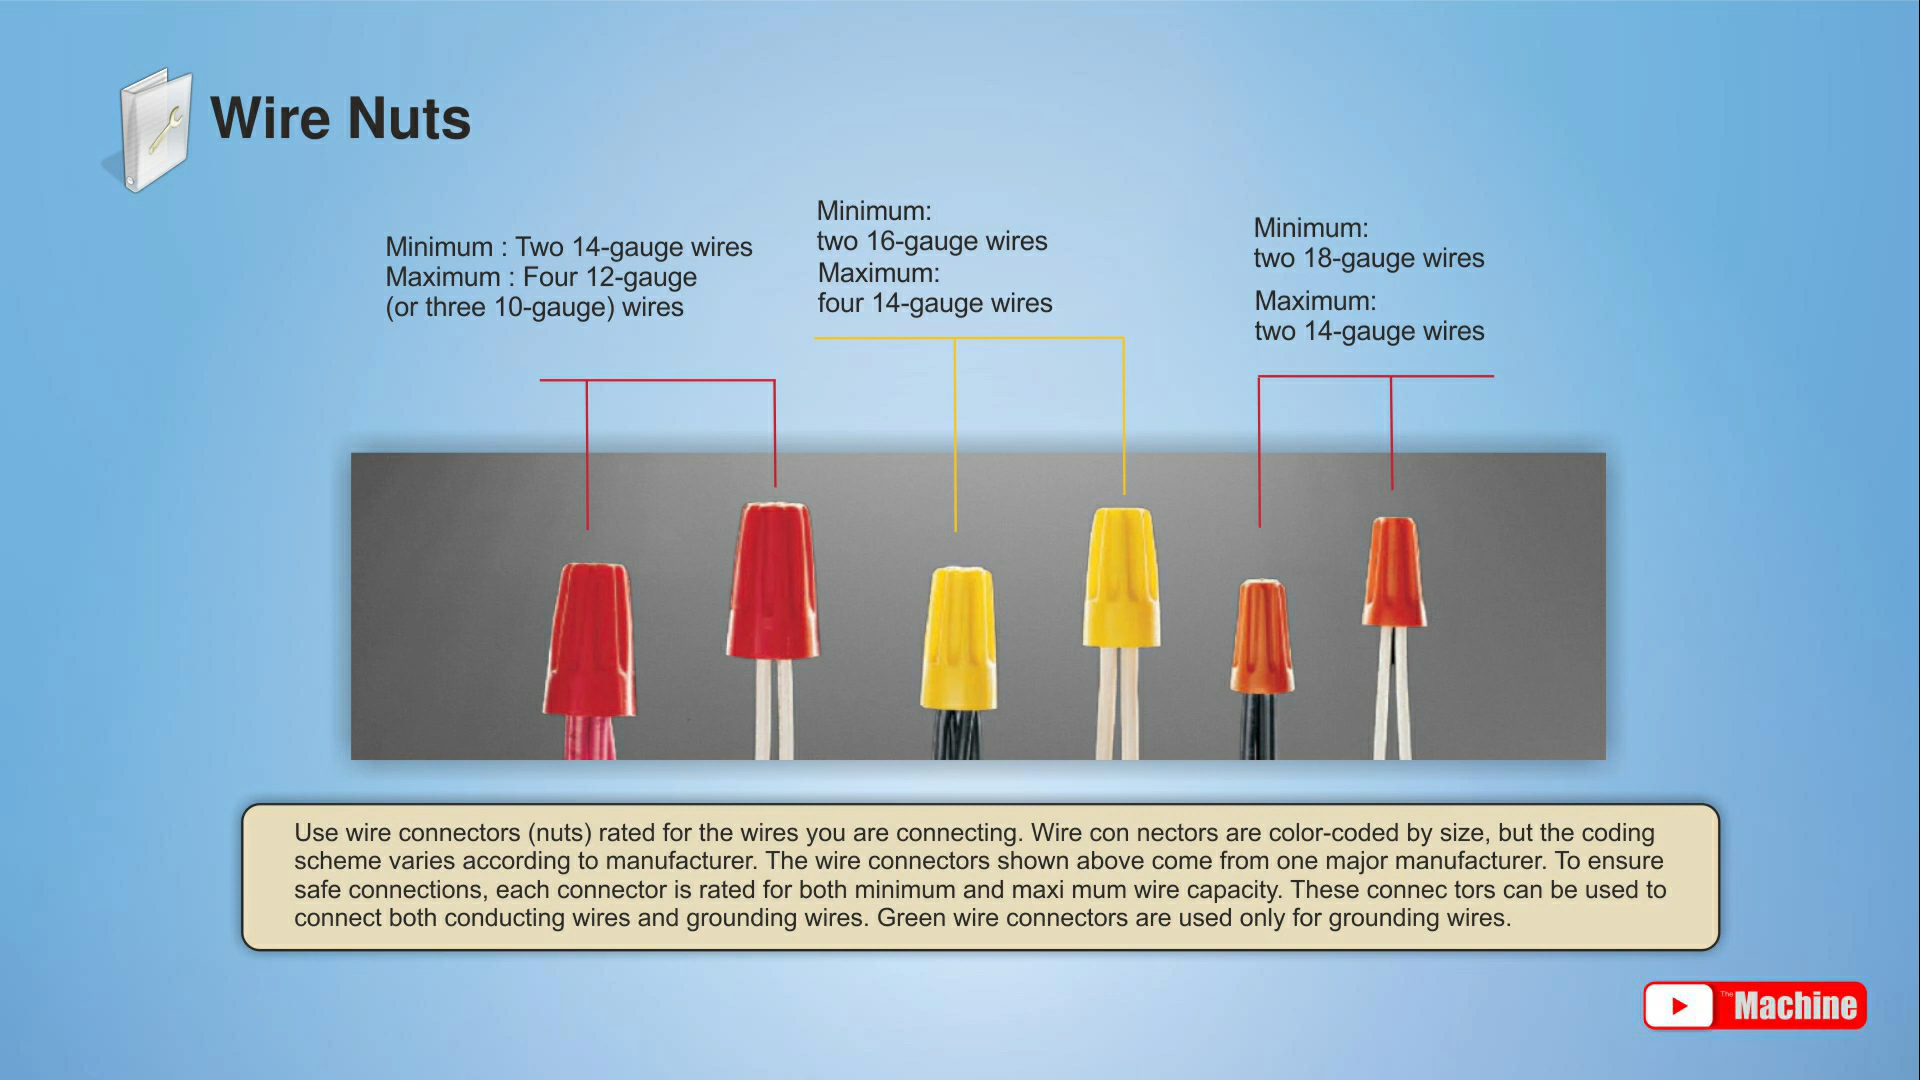 Wire Nuts
Minimum : Two 14-gauge wires
Maximum : Four 12-gauge
(or three 10-gauge) wires
Minimum:
two 16-gauge wires
Maximum:
four 14-gauge wires
Minimum:
two 18-gauge wires
Maximum:
two 14-gauge wires
Use wire connectors (nuts) rated for the wires you are connecting. Wire con nectors are color-coded by size, but the coding
scheme varies according to manufacturer. The wire connectors shown above come from one major manufacturer. To ensure
safe connections, each connector is rated for both minimum and maxi mum wire capacity. These connec tors can be used to
connect both conducting wires and grounding wires. Green wire connectors are used only for grounding wires.
The Machine